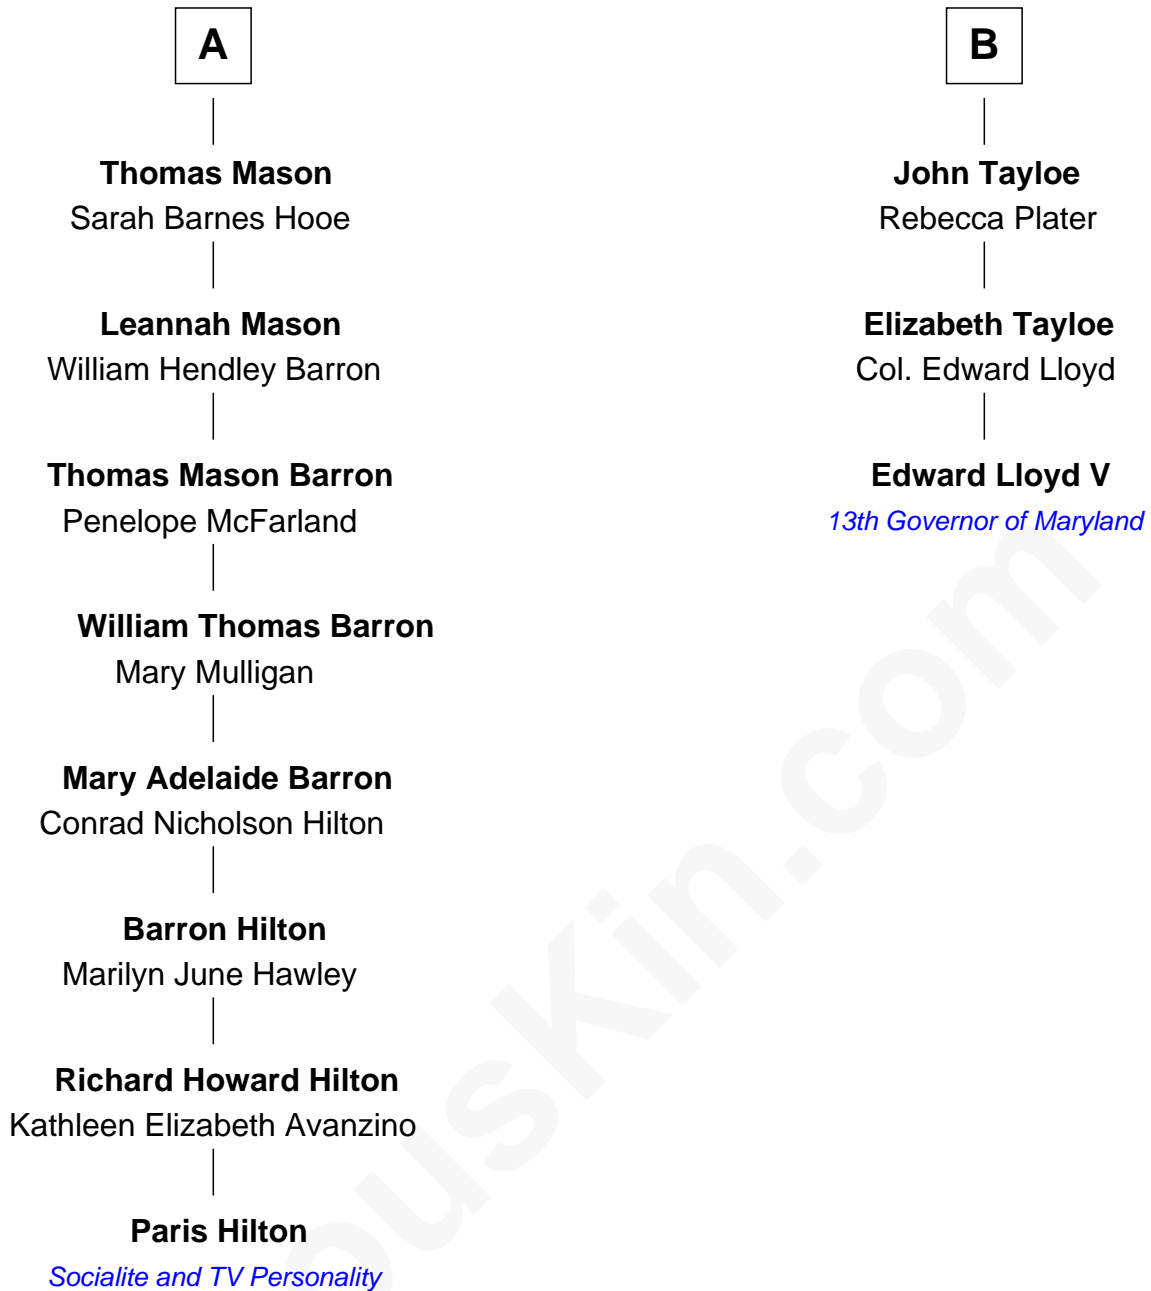 A
Thomas Mason
Sarah Barnes Hooe
Leannah Mason
William Hendley Barron
Thomas Mason Barron
Penelope McFarland
William Thomas Barron
Mary Mulligan
Mary Adelaide Barron
Conrad Nicholson Hilton
Barron Hilton
Marilyn June Hawley
Richard Howard Hilton
Kathleen Elizabeth Avanzino
Paris Hilton
Socialite and TV Personality
B
John Tayloe
Rebecca Plater
Elizabeth Tayloe
Col. Edward Lloyd
Edward Lloyd V
13th Governor of Maryland
ousKin.com